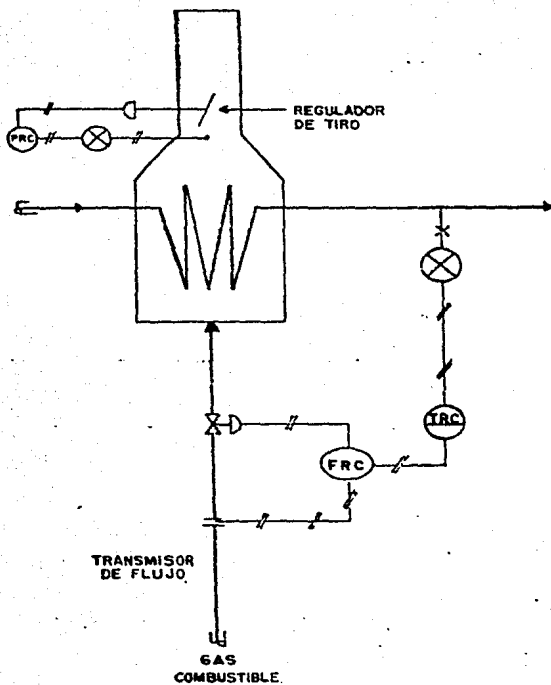 REGULADOR
DE TIRO
PRC
TRC
FRC
TRANSMISOR
DE FLUJO
GAS
COMBUSTIBLE.